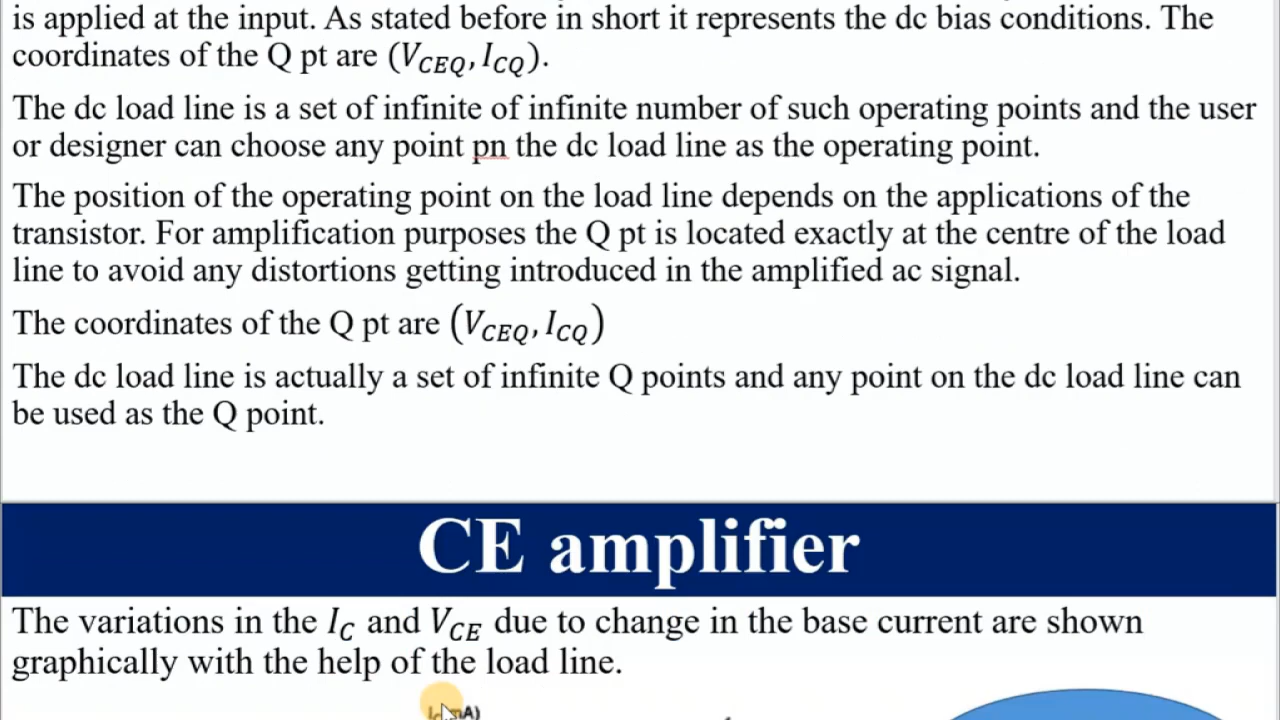 is applied at the input. As stated before in short it represents the dc bias conditions. The
coordinates of the Q pt are (V_CEQ, I_CQ).
The dc load line is a set of infinite of infinite number of such operating points and the user
or designer can choose any point pn the dc load line as the operating point.
The position of the operating point on the load line depends on the applications of the
transistor. For amplification purposes the Q pt is located exactly at the centre of the load
line to avoid any distortions getting introduced in the amplified ac signal.
The coordinates of the Q pt are (V_CEQ, I_CQ)
The dc load line is actually a set of infinite Q points and any point on the dc load line can
be used as the Q point.
CE amplifier
The variations in the I_C and V_CE due to change in the base current are shown
graphically with the help of the load line.